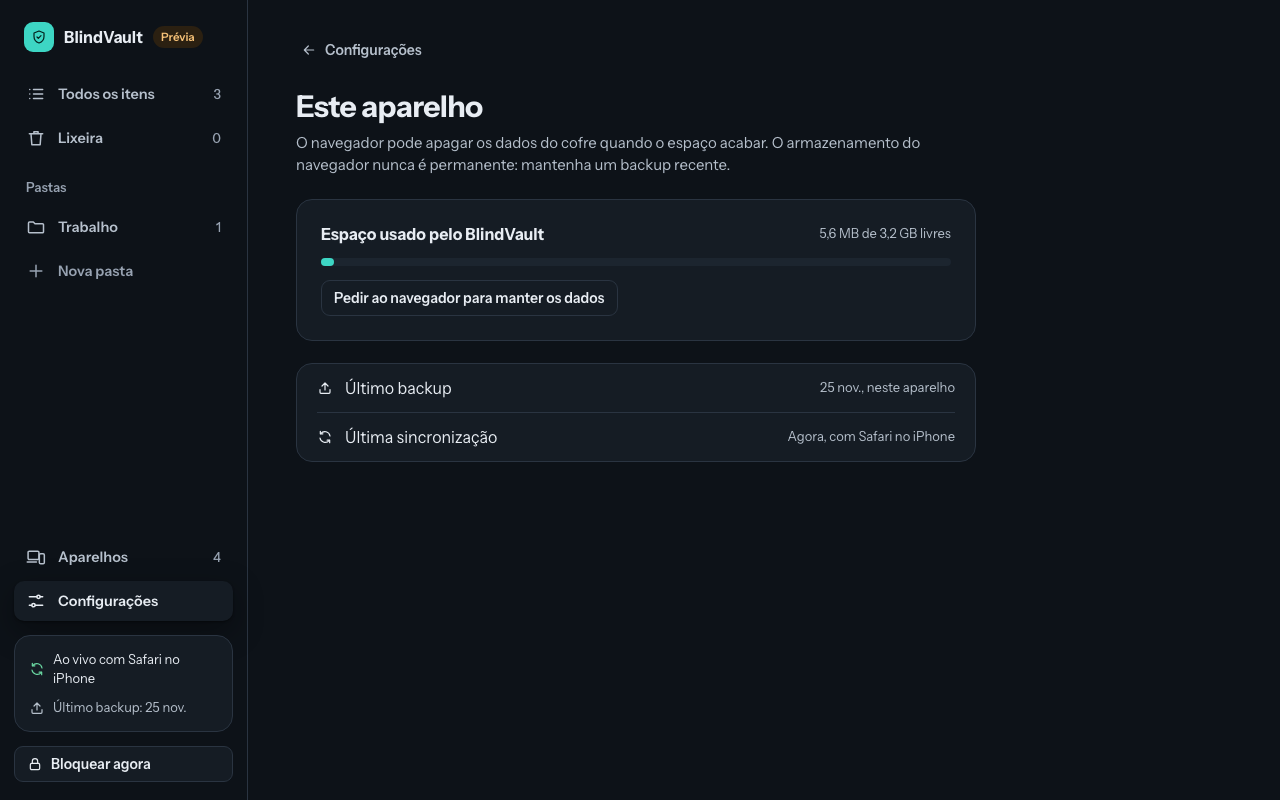 BlindVault Prévia
Todos os itens 3
Lixeira 0
Pastas
Trabalho 1
Nova pasta
Aparelhos 4
Configurações
Ao vivo com Safari no
iPhone
Último backup: 25 nov.
Bloquear agora
Configurações
Este aparelho
O navegador pode apagar os dados do cofre quando o espaço acabar. O armazenamento do
navegador nunca é permanente: mantenha um backup recente.
Espaço usado pelo BlindVault 5,6 MB de 3,2 GB livres
Pedir ao navegador para manter os dados
Último backup 25 nov., neste aparelho
Última sincronização Agora, com Safari no iPhone